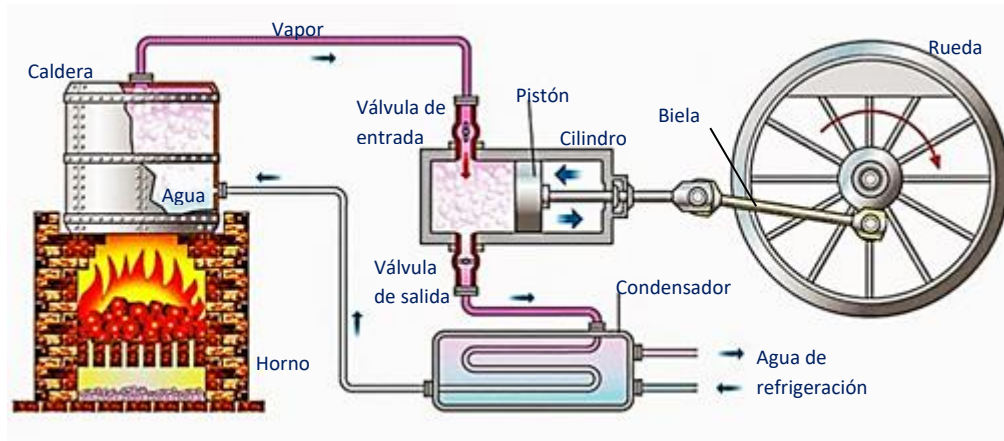 Vapor
Rueda
Caldera
Válvula de
entrada
Pistón
Biela
Cilindro
Agua
Válvula
de salida
Condensador
Horno
Agua de
refrigeración